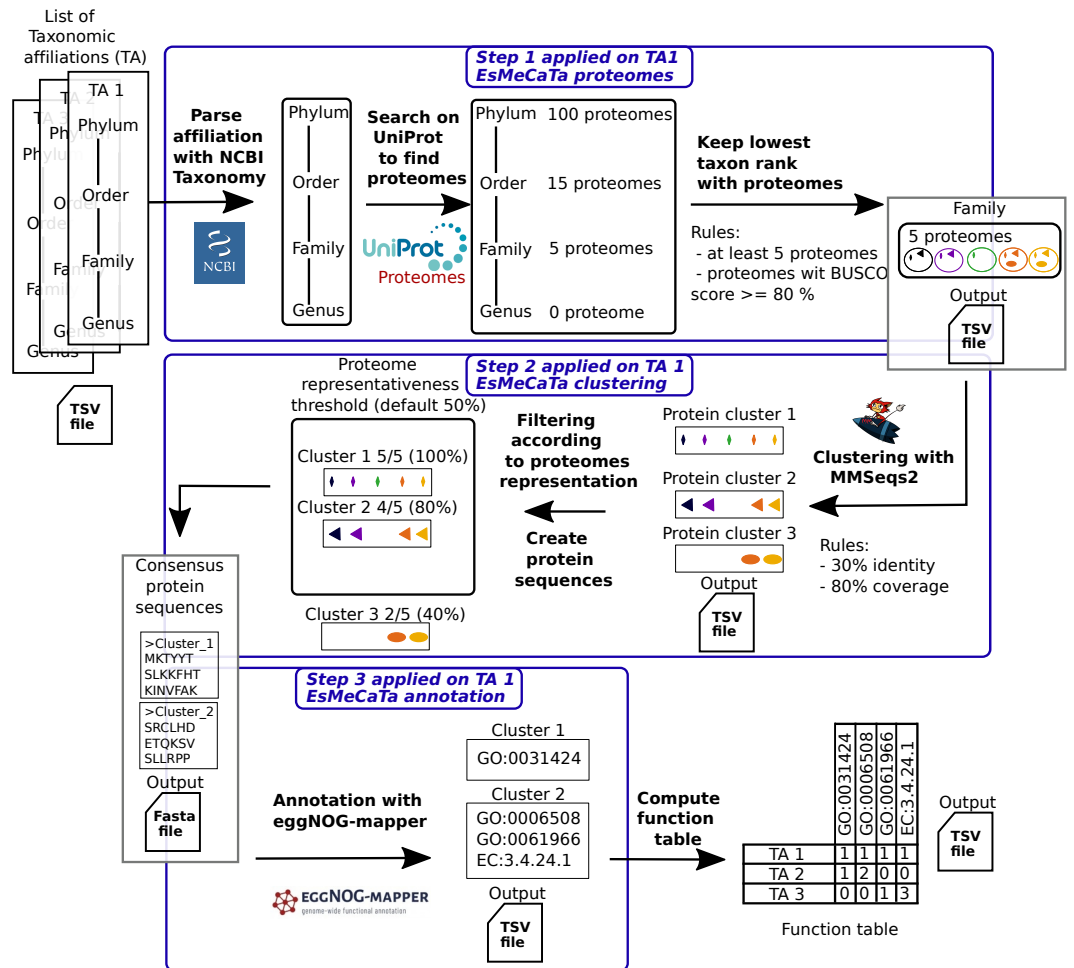 List of
Taxonomic
affiliations (TA)
TA 1
Phylum
Order
Family
Genus
TA 2
Ph
Or
Fa
Ge
TA 3
Phylum
Order
Family
Genus
TSV
file
Step 1 applied on TA1
EsMeCaTa proteomes
Parse
affiliation
with NCBI
Taxonomy
NCBI
Phylum
Order
Family
Genus
Search on
UniProt
to find
proteomes
UniProt
Proteomes
Phylum 100 proteomes
Order 15 proteomes
Family 5 proteomes
Genus 0 proteome
Keep lowest
taxon rank
with proteomes
Rules:
- at least 5 proteomes
- proteomes wit BUSCO
score >= 80 %
Family
5 proteomes
Output
TSV
file
Step 2 applied on TA 1
EsMeCaTa clustering
Clustering with
MMSeqs2
Rules:
- 30% identity
- 80% coverage
Protein cluster 1
Protein cluster 2
Protein cluster 3
Output
TSV
file
Filtering
according
to proteomes
representation
Create
protein
sequences
Proteome
representativeness
threshold (default 50%)
Cluster 1 5/5 (100%)
Cluster 2 4/5 (80%)
Cluster 3 2/5 (40%)
Consensus
protein
sequences
>Cluster_1
MKTYYT
SLKKFHT
KINVFAK
>Cluster_2
SRCLHD
ETQKSV
SLLRPP
Output
Fasta
file
Step 3 applied on TA 1
EsMeCaTa annotation
Annotation with
eggNOG-mapper
EGGNOG-MAPPER
genome-wide functional annotation
Cluster 1
GO:0031424
Cluster 2
GO:0006508
GO:0061966
EC:3.4.24.1
Output
TSV
file
Compute
function
table
GO:0031424
GO:0006508
GO:0061966
EC:3.4.24.1
TA 1 1 1 1 1
TA 2 1 2 0 0
TA 3 0 0 1 3
Function table
Output
TSV
file